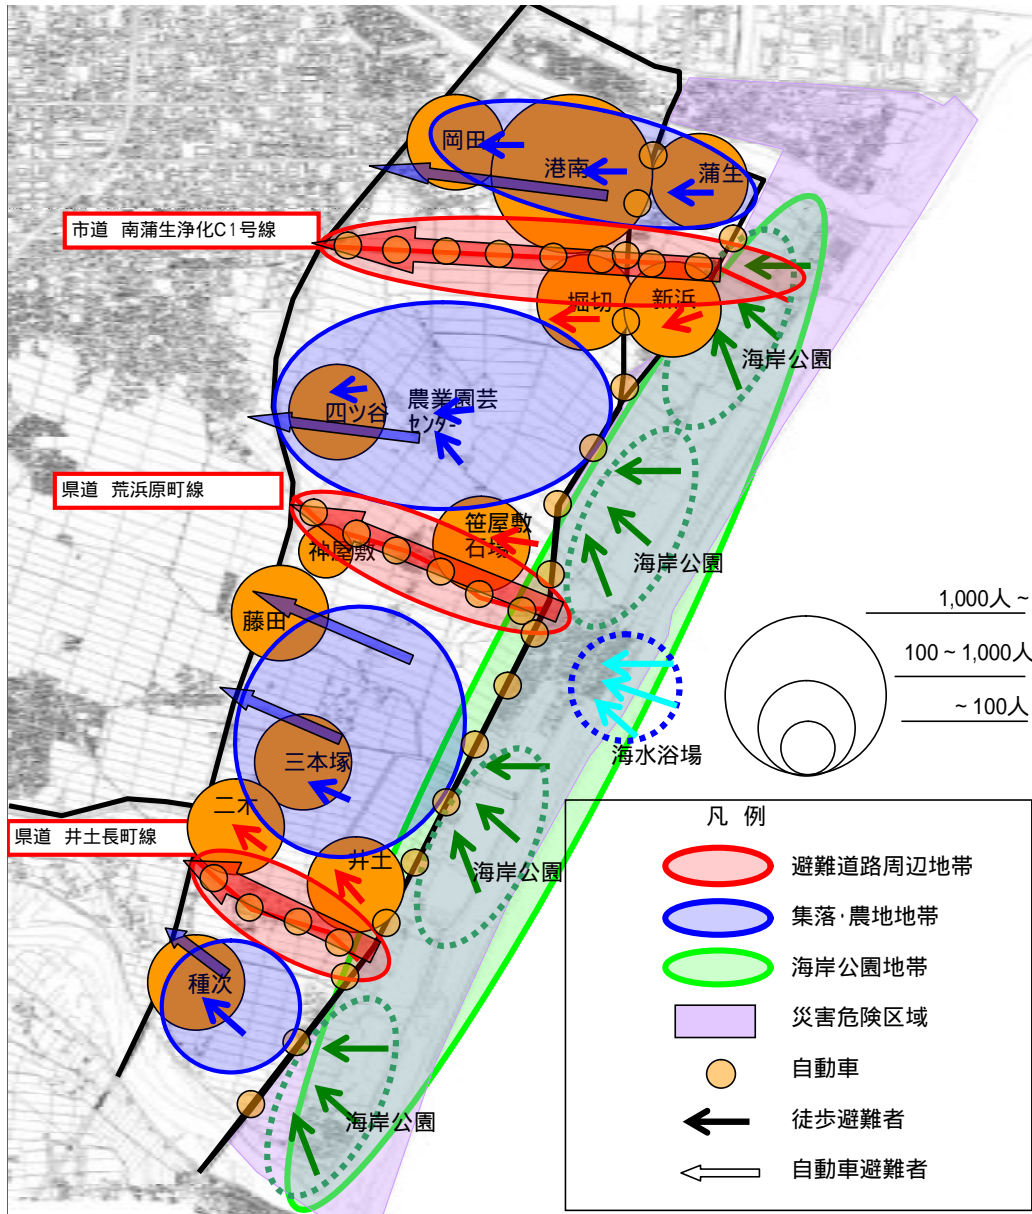 岡田
港南
蒲生
市道 南蒲生浄化C1号線
堀切
新浜
海岸公園
四ツ谷
農業園芸
ｾﾝﾀｰ
県道 荒浜原町線
笹屋敷
石場
神屋敷
海岸公園
藤田
1,000人 ~
100 ~ 1,000人
~ 100人
海水浴場
三本塚
二木
県道 井土長町線
井土
海岸公園
種次
海岸公園
凡 例
避難道路周辺地帯
集落･農地地帯
海岸公園地帯
災害危険区域
自動車
徒歩避難者
自動車避難者